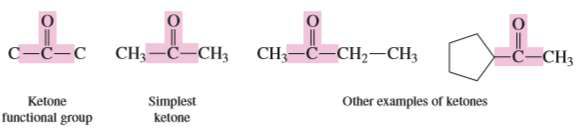 O O O O
C—C—C CH3—C—CH3 CH3—C—CH2—CH3 C—CH3
Ketone Simplest Other examples of ketones
functional group ketone